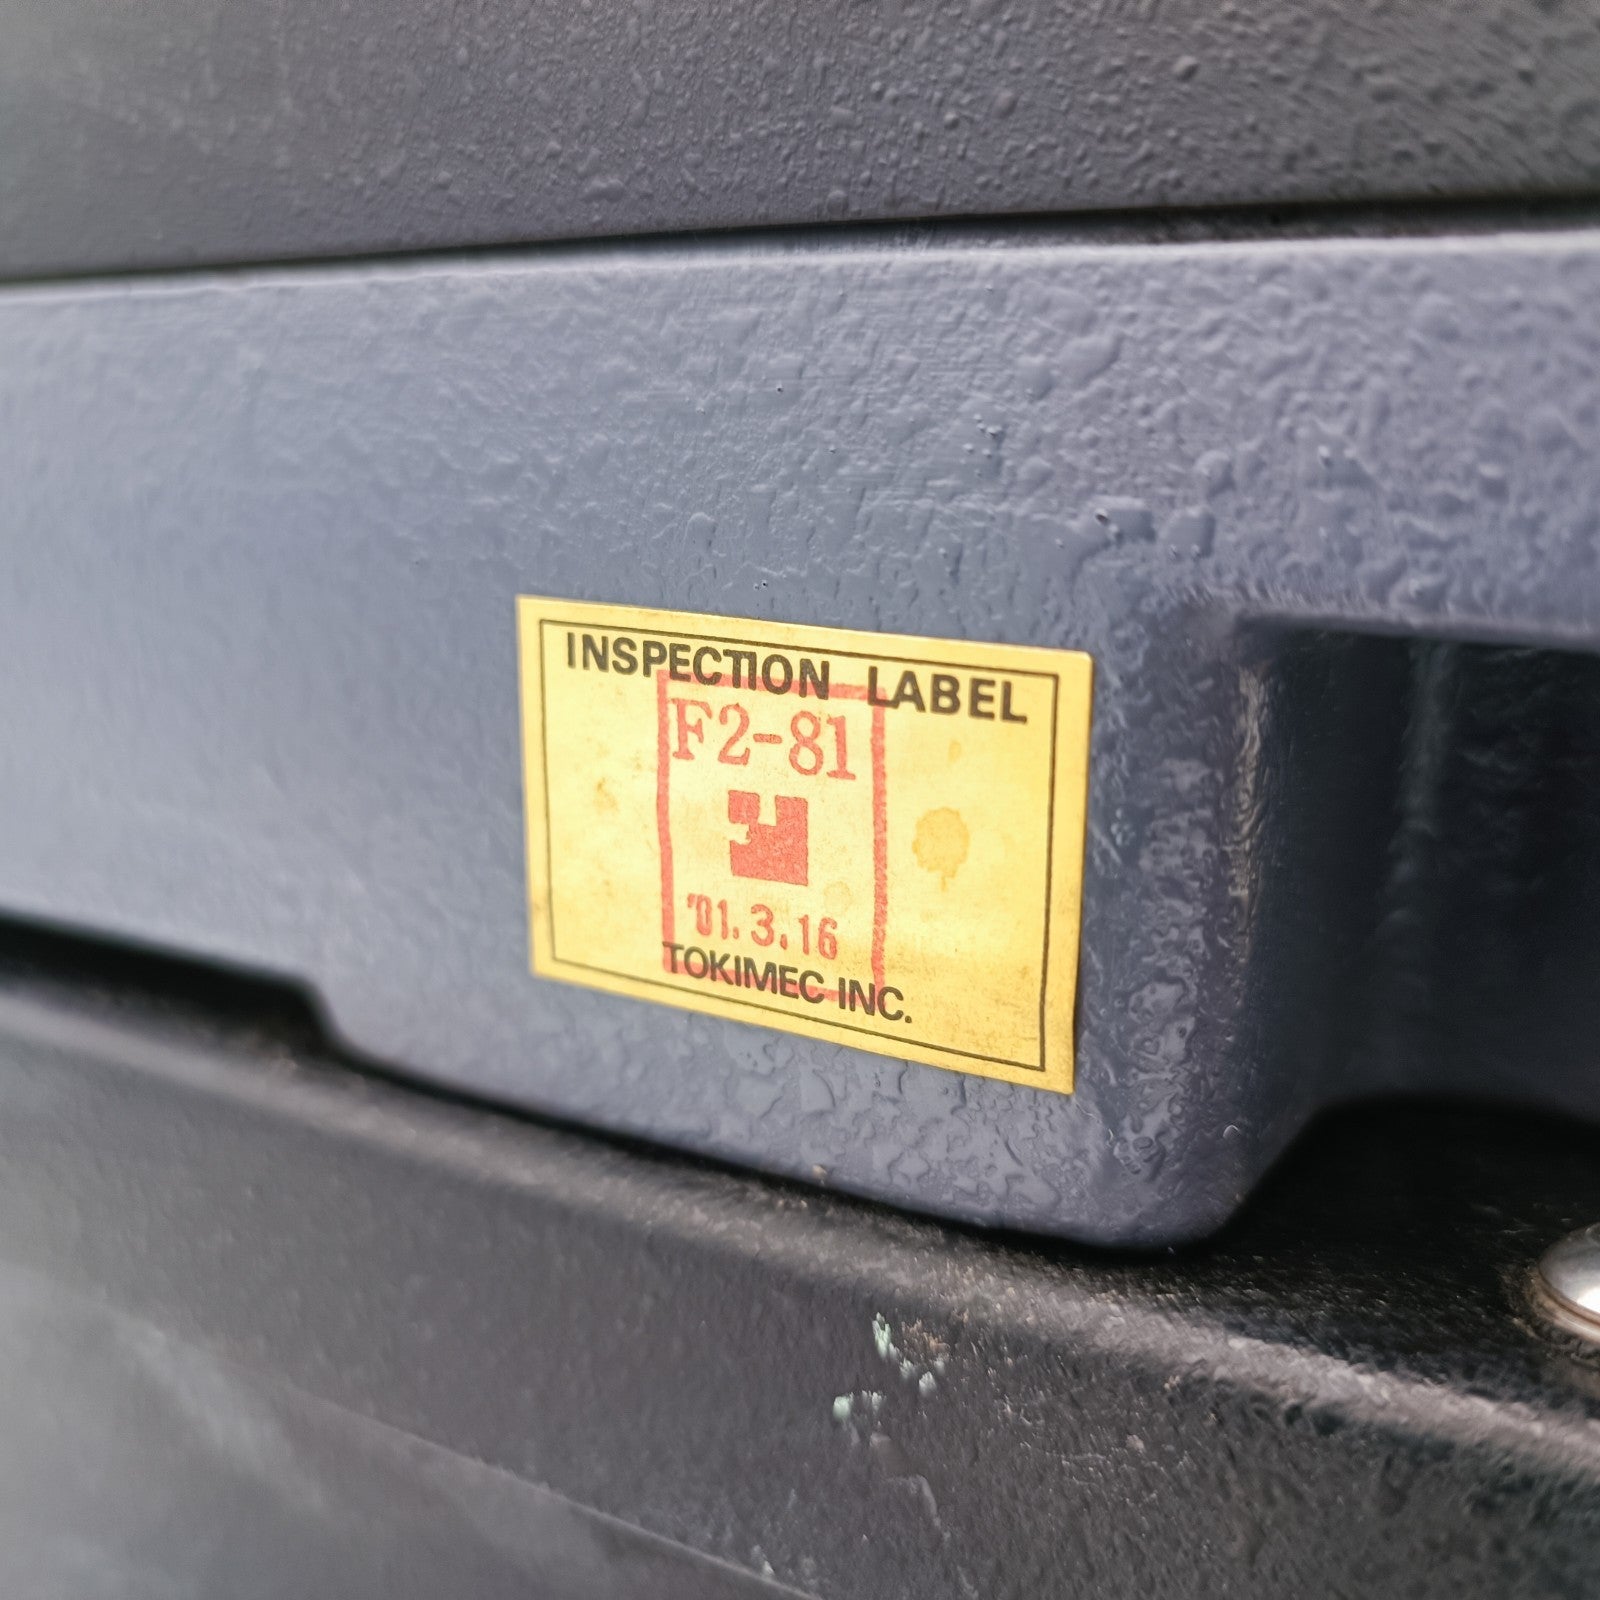 INSPECTION LABEL
F2-81
'01.3.16
TOKIMEC INC.